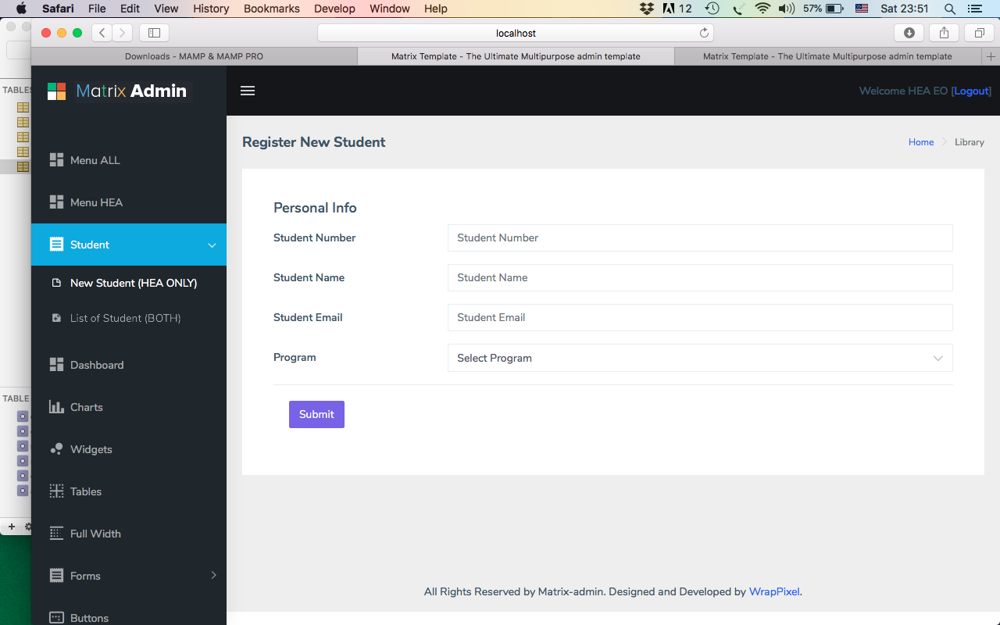 Safari File Edit View History Bookmarks Develop Window Help 12 57% Sat 23:51
localhost
Downloads - MAMP & MAMP PRO
Matrix Template - The Ultimate Multipurpose admin template
Matrix Template - The Ultimate Multipurpose admin template
TABLES
Matrix Admin
Welcome HEA EO [Logout]
Register New Student
Home Library
Menu ALL
Menu HEA
Student
New Student (HEA ONLY)
List of Student (BOTH)
Dashboard
Charts
Widgets
Tables
Full Width
Forms
Buttons
Personal Info
Student Number Student Number
Student Name Student Name
Student Email Student Email
Program Select Program
Submit
TABLE
All Rights Reserved by Matrix-admin. Designed and Developed by WrapPixel.